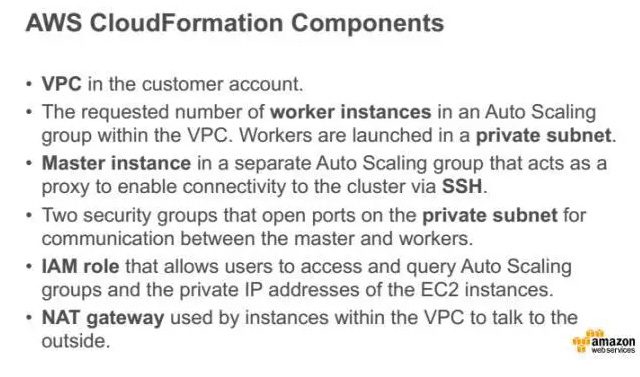 AWS CloudFormation Components
• VPC in the customer account.
• The requested number of worker instances in an Auto Scaling
group within the VPC. Workers are launched in a private subnet.
• Master instance in a separate Auto Scaling group that acts as a
proxy to enable connectivity to the cluster via SSH.
• Two security groups that open ports on the private subnet for
communication between the master and workers.
• IAM role that allows users to access and query Auto Scaling
groups and the private IP addresses of the EC2 instances.
• NAT gateway used by instances within the VPC to talk to the
outside.
amazon
webservices